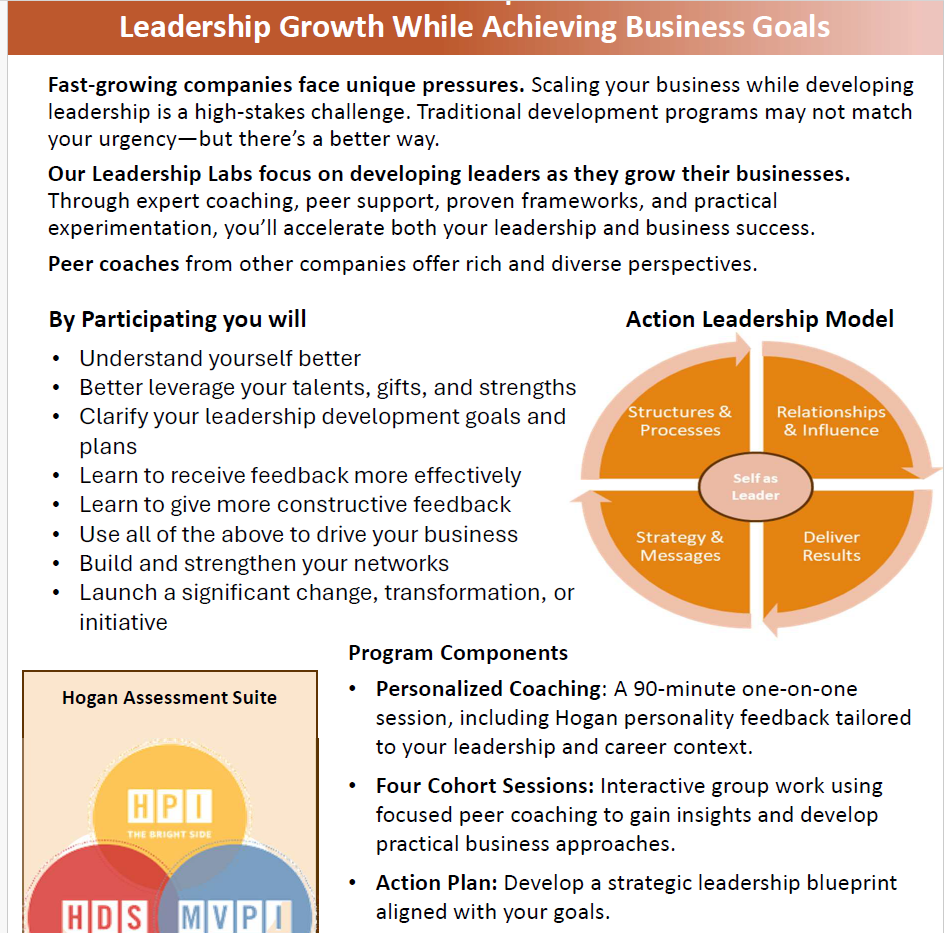 Leadership Growth While Achieving Business Goals
Fast-growing companies face unique pressures. Scaling your business while developing
leadership is a high-stakes challenge. Traditional development programs may not match
your urgency—but there's a better way.
Our Leadership Labs focus on developing leaders as they grow their businesses.
Through expert coaching, peer support, proven frameworks, and practical
experimentation, you'll accelerate both your leadership and business success.
Peer coaches from other companies offer rich and diverse perspectives.
By Participating you will
• Understand yourself better
• Better leverage your talents, gifts, and strengths
• Clarify your leadership development goals and
plans
• Learn to receive feedback more effectively
• Learn to give more constructive feedback
• Use all of the above to drive your business
• Build and strengthen your networks
• Launch a significant change, transformation, or
initiative
Action Leadership Model
Structures &
Processes
Relationships
& Influence
Self as
Leader
Strategy &
Messages
Deliver
Results
Hogan Assessment Suite
HPI
THE BRIGHT SIDE
HDS
MVPI
Program Components
• Personalized Coaching: A 90-minute one-on-one
session, including Hogan personality feedback tailored
to your leadership and career context.
• Four Cohort Sessions: Interactive group work using
focused peer coaching to gain insights and develop
practical business approaches.
• Action Plan: Develop a strategic leadership blueprint
aligned with your goals.